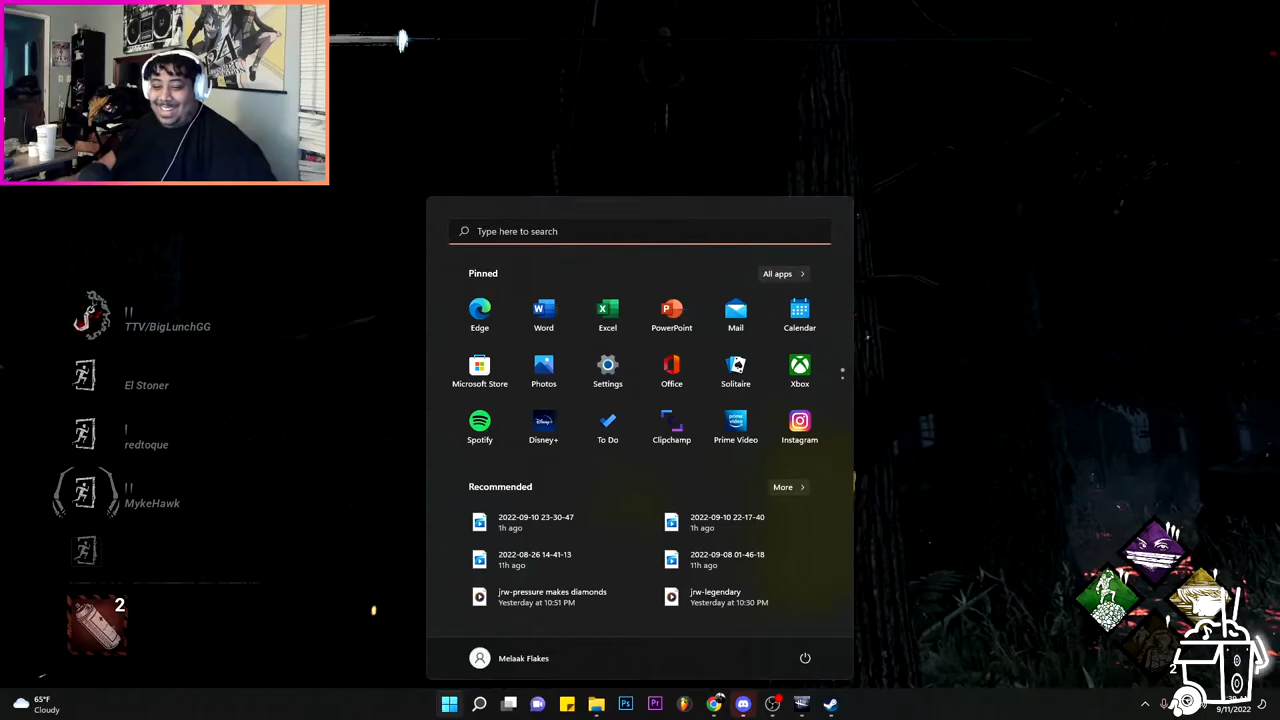 Type here to search
Pinned
All apps
Edge
Word
Excel
PowerPoint
Mail
Calendar
Microsoft Store
Photos
Settings
Office
Solitaire
Xbox
Spotify
Disney+
To Do
Clipchamp
Prime Video
Instagram
Recommended
More
2022-09-10 23-30-47
1h ago
2022-09-10 22-17-40
1h ago
2022-08-26 14-41-13
11h ago
2022-09-08 01-46-18
11h ago
jrw-pressure makes diamonds
Yesterday at 10:51 PM
jrw-legendary
Yesterday at 10:30 PM
Melaak Flakes
TTV/BigLunchGG
El Stoner
redtoque
MykeHawk
2
2
65°F
Cloudy
9/11/2022